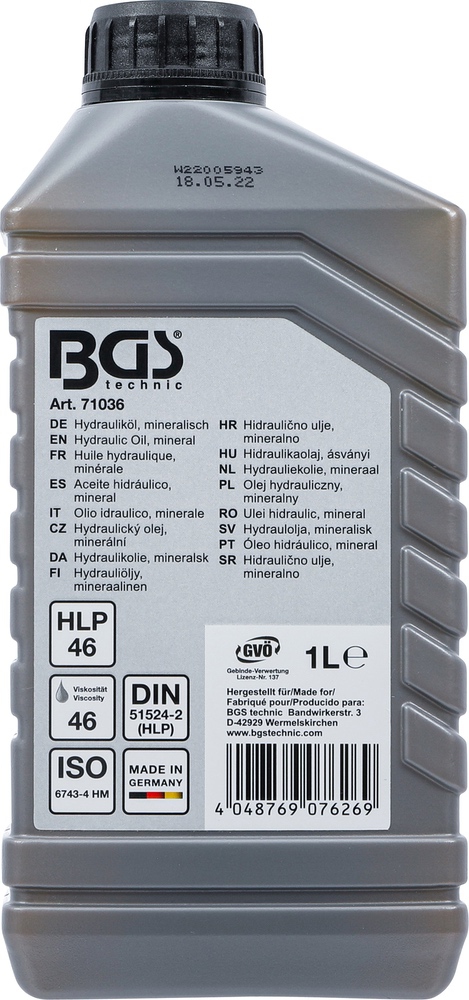 W22005943
18.05.22
BGS®
technic
Art. 71036
DE Hydrauliköl, mineralisch
EN Hydraulic Oil, mineral
FR Huile hydraulique,
minérale
ES Aceite hidráulico,
mineral
IT Olio idraulico, minerale
CZ Hydraulický olej,
minerální
DA Hydraulikolie, mineralsk
FI Hydrauliöljy,
mineraalinen
HR Hidraulično ulje,
mineralno
HU Hidraulikaolaj, ásványi
NL Hydrauliekolie, mineraal
PL Olej hydrauliczny,
mineralny
RO Ulei hidraulic, mineral
SV Hydraulolja, mineralisk
PT Óleo hidráulico, mineral
SR Hidraulično ulje,
mineralno
HLP
46
Viskosität
Viscosity
46
DIN
51524-2
(HLP)
ISO
6743-4 HM
MADE IN
GERMANY
GVÖ
Gebinde-Verwertung
Lizenz-Nr. 137
1L℮
Hergestellt für/Made for/
Fabriqué pour/Producido para:
BGS technic Bandwirkerstr. 3
D-42929 Wermelskirchen
www.bgstechnic.com
4 048769 076269